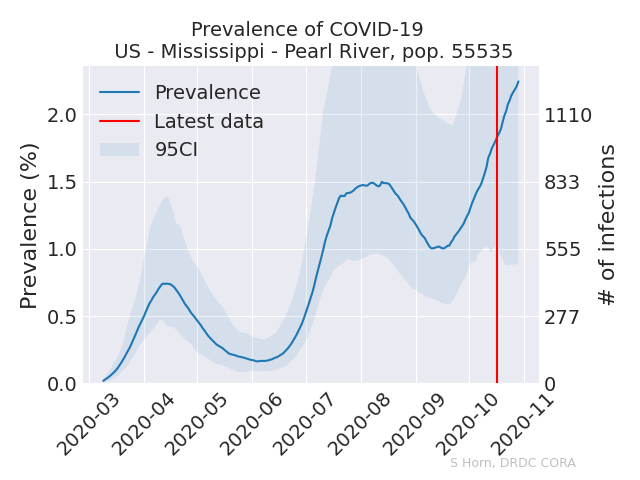 Prevalence of COVID-19
US - Mississippi - Pearl River, pop. 55535
Prevalence
Latest data
95CI
Prevalence (%)
2.0
1.5
1.0
0.5
0.0
1110
833
555
277
0
# of infections
2020-03
2020-04
2020-05
2020-06
2020-07
2020-08
2020-09
2020-10
2020-11
S Horn, DRDC CORA